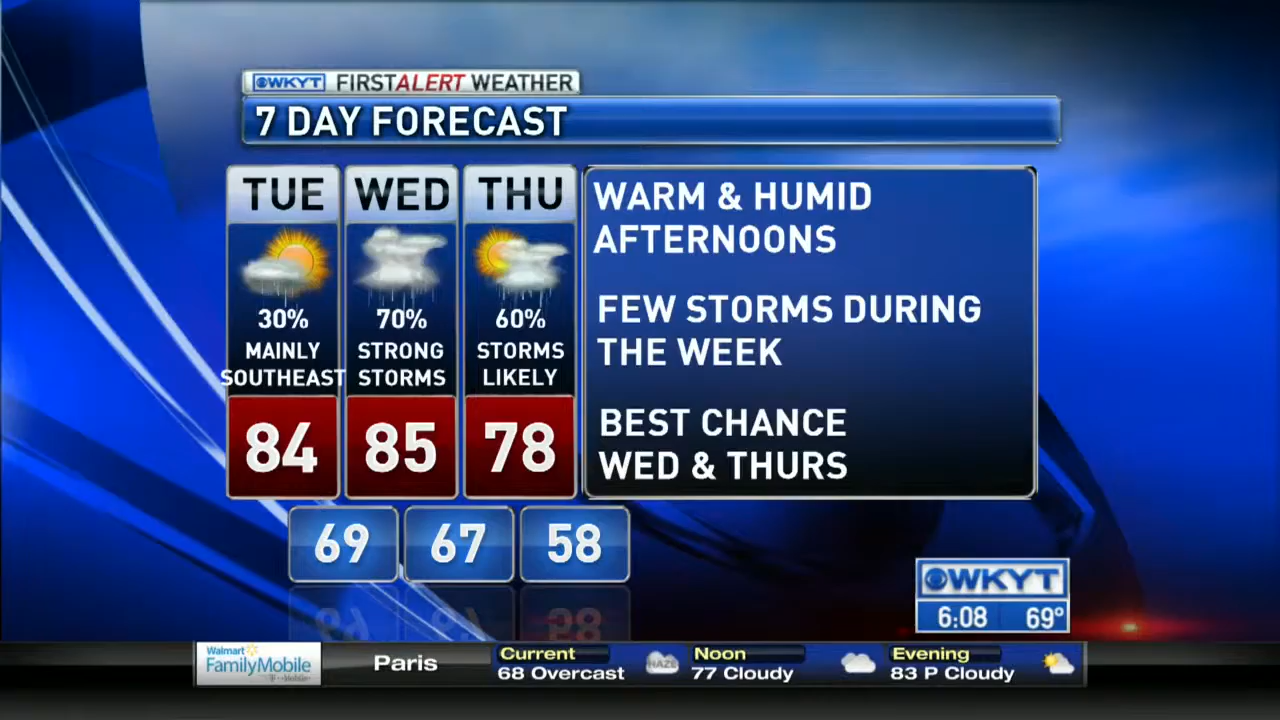 WKYT FIRSTALERT WEATHER
7 DAY FORECAST
TUE WED THU
30% 70% 60%
MAINLY
SOUTHEAST
STRONG
STORMS
STORMS
LIKELY
84 85 78
69 67 58
WARM & HUMID
AFTERNOONS
FEW STORMS DURING
THE WEEK
BEST CHANCE
WED & THURS
WKYT
6:08 69°
Walmart
FamilyMobile
T-Mobile
Paris
Current
68 Overcast
HAZE
Noon
77 Cloudy
Evening
83 P Cloudy